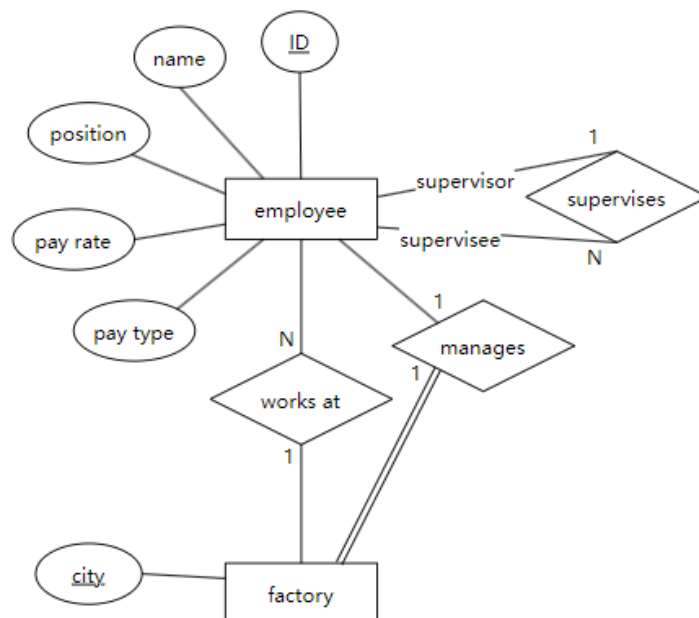 ID
name
position
1
supervisor
supervises
employee
pay rate
supervisee
N
pay type
1
N
manages
1
works at
1
city
factory